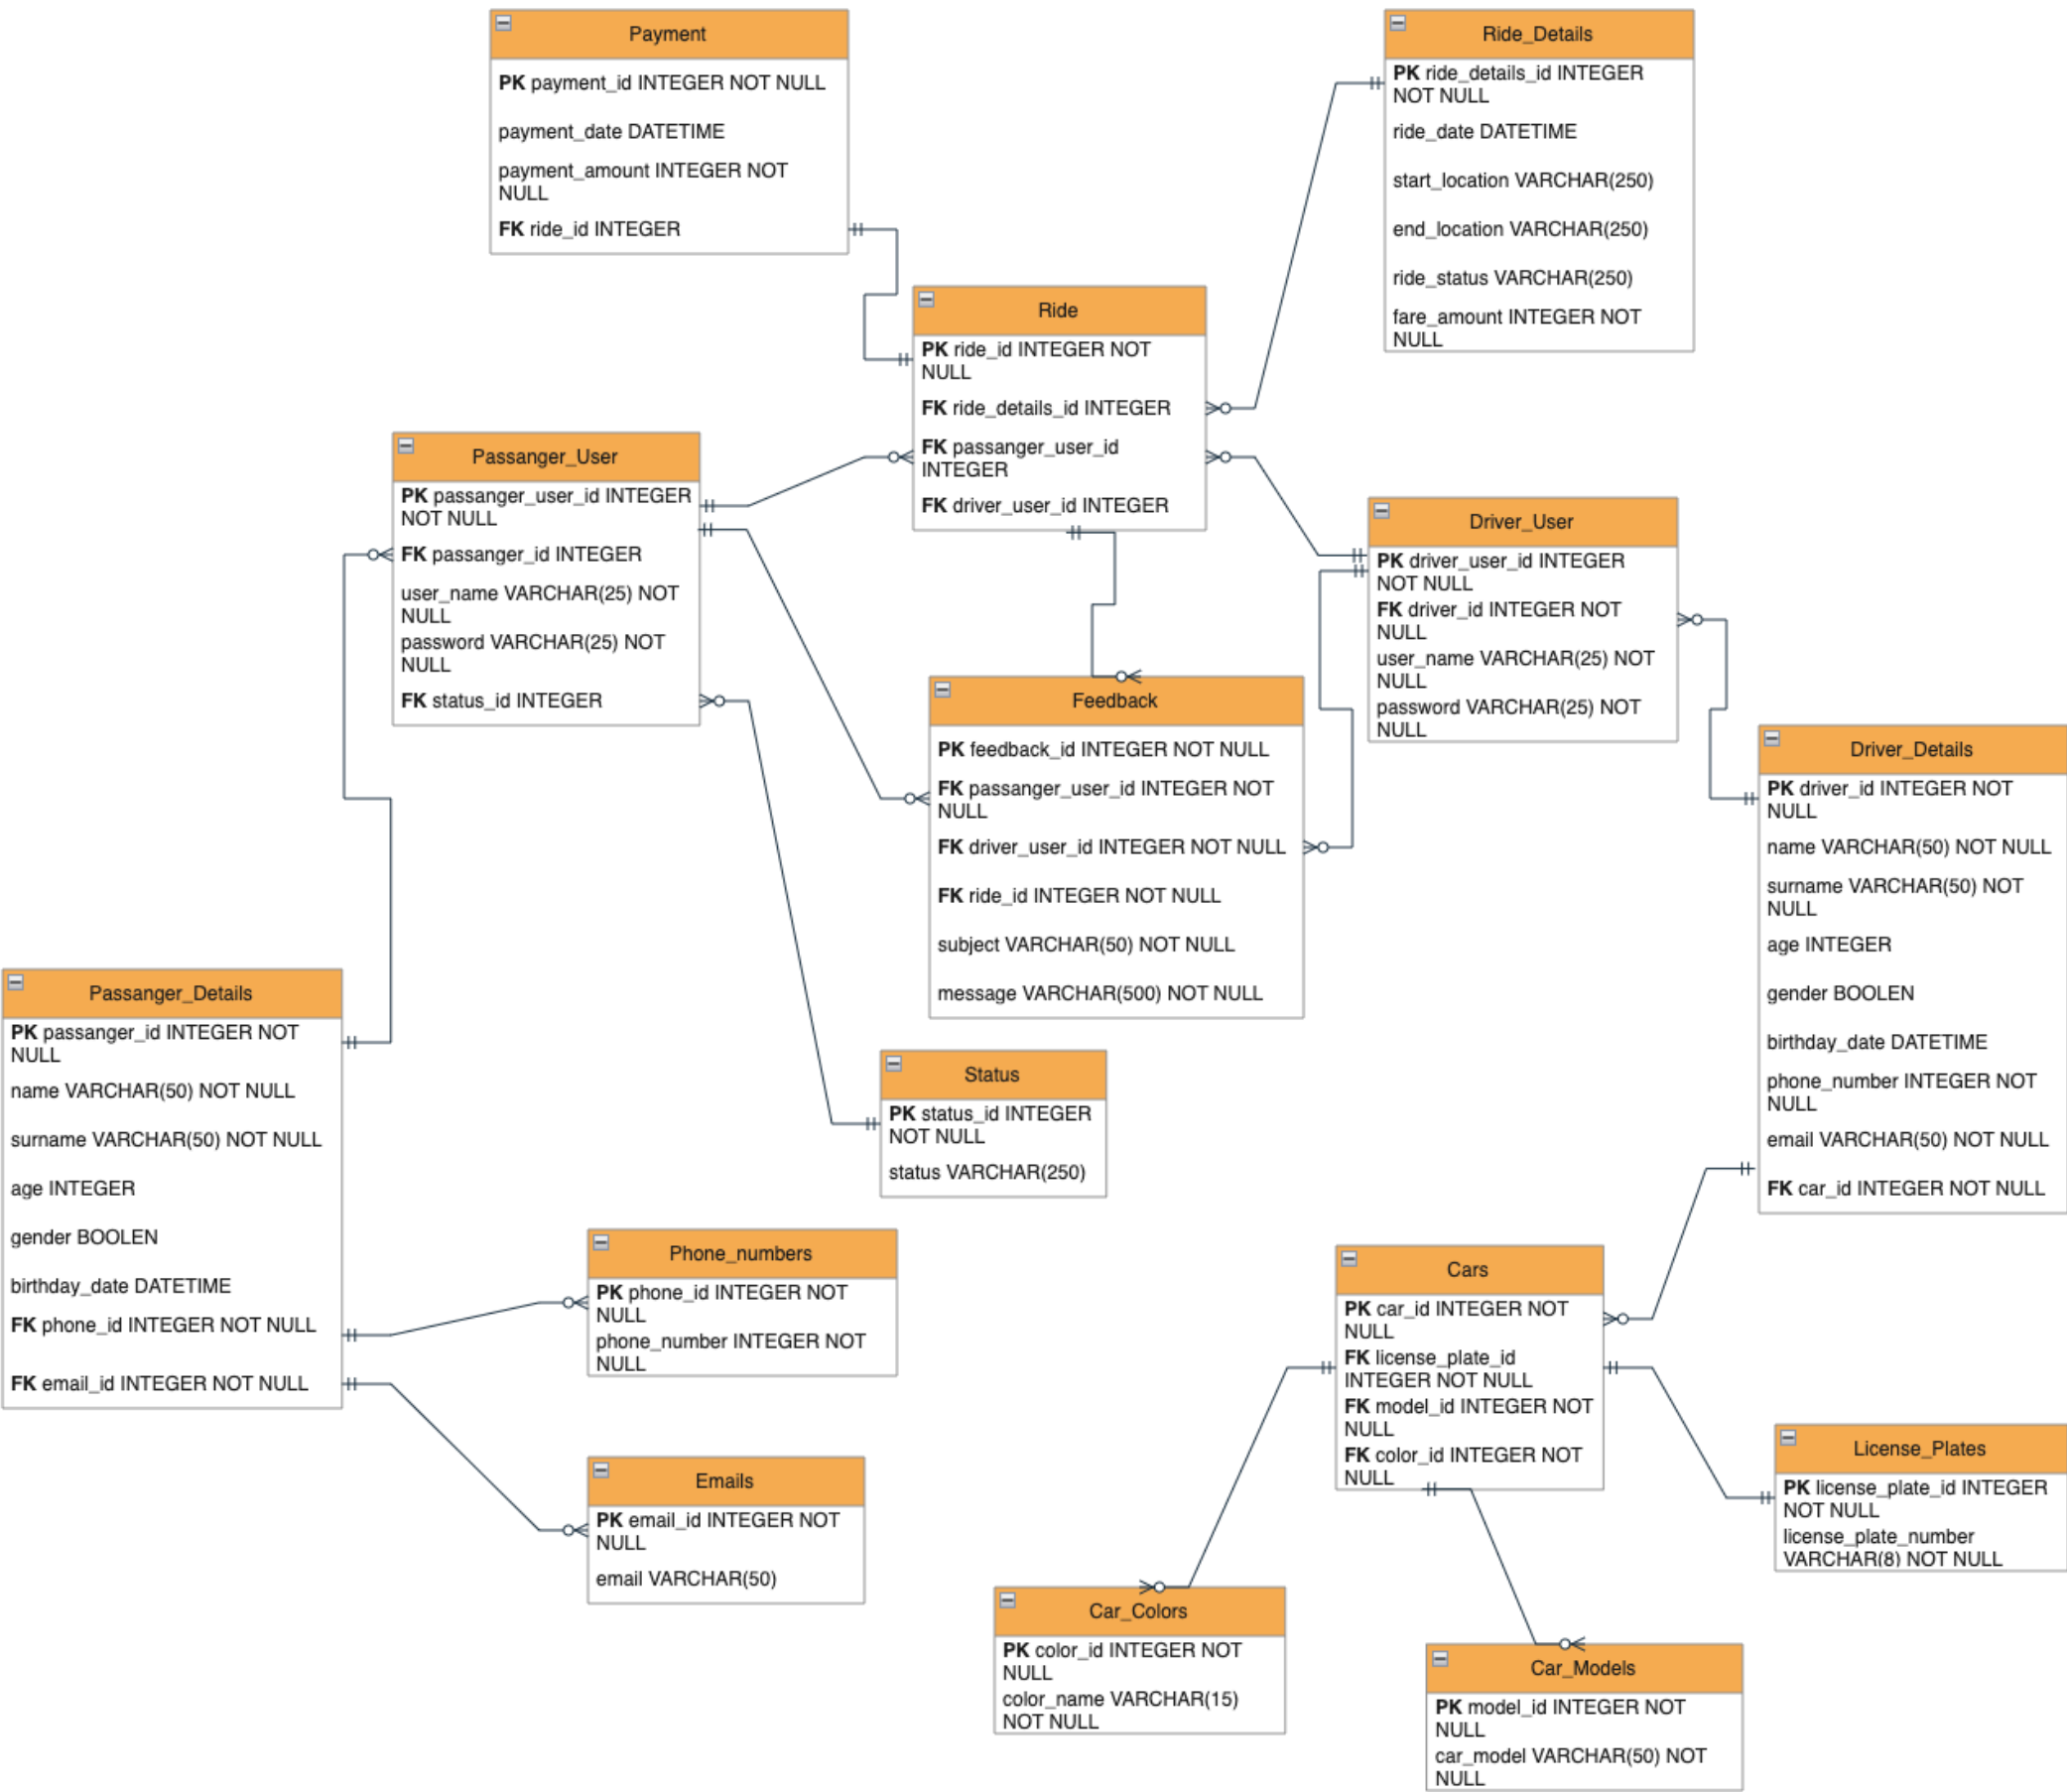 Payment
PK payment_id INTEGER NOT NULL
payment_date DATETIME
payment_amount INTEGER NOT
NULL
FK ride_id INTEGER
Ride_Details
PK ride_details_id INTEGER
NOT NULL
ride_date DATETIME
start_location VARCHAR(250)
end_location VARCHAR(250)
ride_status VARCHAR(250)
fare_amount INTEGER NOT
NULL
Ride
PK ride_id INTEGER NOT
NULL
FK ride_details_id INTEGER
FK passanger_user_id
INTEGER
FK driver_user_id INTEGER
Passanger_User
PK passanger_user_id INTEGER
NOT NULL
FK passanger_id INTEGER
user_name VARCHAR(25) NOT
NULL
password VARCHAR(25) NOT
NULL
FK status_id INTEGER
Driver_User
PK driver_user_id INTEGER
NOT NULL
FK driver_id INTEGER NOT
NULL
user_name VARCHAR(25) NOT
NULL
password VARCHAR(25) NOT
NULL
Feedback
PK feedback_id INTEGER NOT NULL
FK passanger_user_id INTEGER NOT
NULL
FK driver_user_id INTEGER NOT NULL
FK ride_id INTEGER NOT NULL
subject VARCHAR(50) NOT NULL
message VARCHAR(500) NOT NULL
Driver_Details
PK driver_id INTEGER NOT
NULL
name VARCHAR(50) NOT NULL
surname VARCHAR(50) NOT
NULL
age INTEGER
gender BOOLEN
birthday_date DATETIME
phone_number INTEGER NOT
NULL
email VARCHAR(50) NOT NULL
FK car_id INTEGER NOT NULL
Passanger_Details
PK passanger_id INTEGER NOT
NULL
name VARCHAR(50) NOT NULL
surname VARCHAR(50) NOT NULL
age INTEGER
gender BOOLEN
birthday_date DATETIME
FK phone_id INTEGER NOT NULL
FK email_id INTEGER NOT NULL
Status
PK status_id INTEGER
NOT NULL
status VARCHAR(250)
Phone_numbers
PK phone_id INTEGER NOT
NULL
phone_number INTEGER NOT
NULL
Emails
PK email_id INTEGER NOT
NULL
email VARCHAR(50)
Cars
PK car_id INTEGER NOT
NULL
FK license_plate_id
INTEGER NOT NULL
FK model_id INTEGER NOT
NULL
FK color_id INTEGER NOT
NULL
License_Plates
PK license_plate_id INTEGER
NOT NULL
license_plate_number
VARCHAR(8) NOT NULL
Car_Colors
PK color_id INTEGER NOT
NULL
color_name VARCHAR(15)
NOT NULL
Car_Models
PK model_id INTEGER NOT
NULL
car_model VARCHAR(50) NOT
NULL